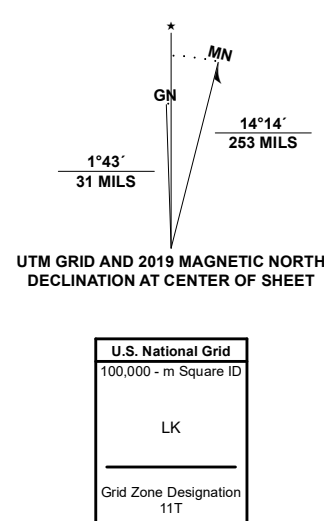 ★
MN
GN
14°14´
253 MILS
1°43´
31 MILS
UTM GRID AND 2019 MAGNETIC NORTH
DECLINATION AT CENTER OF SHEET
U.S. National Grid
100,000 - m Square ID
LK
Grid Zone Designation
11T